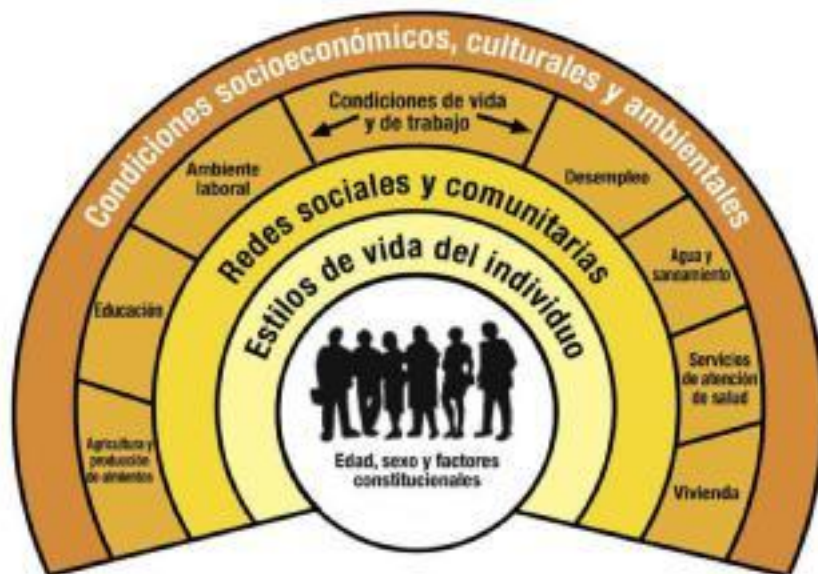 Condiciones socioeconómicos, culturales y ambientales
Condiciones de vida
y de trabajo
Ambiente
laboral
Desempleo
Educación
Agua y
saneamiento
Agricultura y
producción
de alimentos
Servicios
de atención
de salud
Vivienda
Redes sociales y comunitarias
Estilos de vida del individuo
Edad, sexo y factores
constitucionales